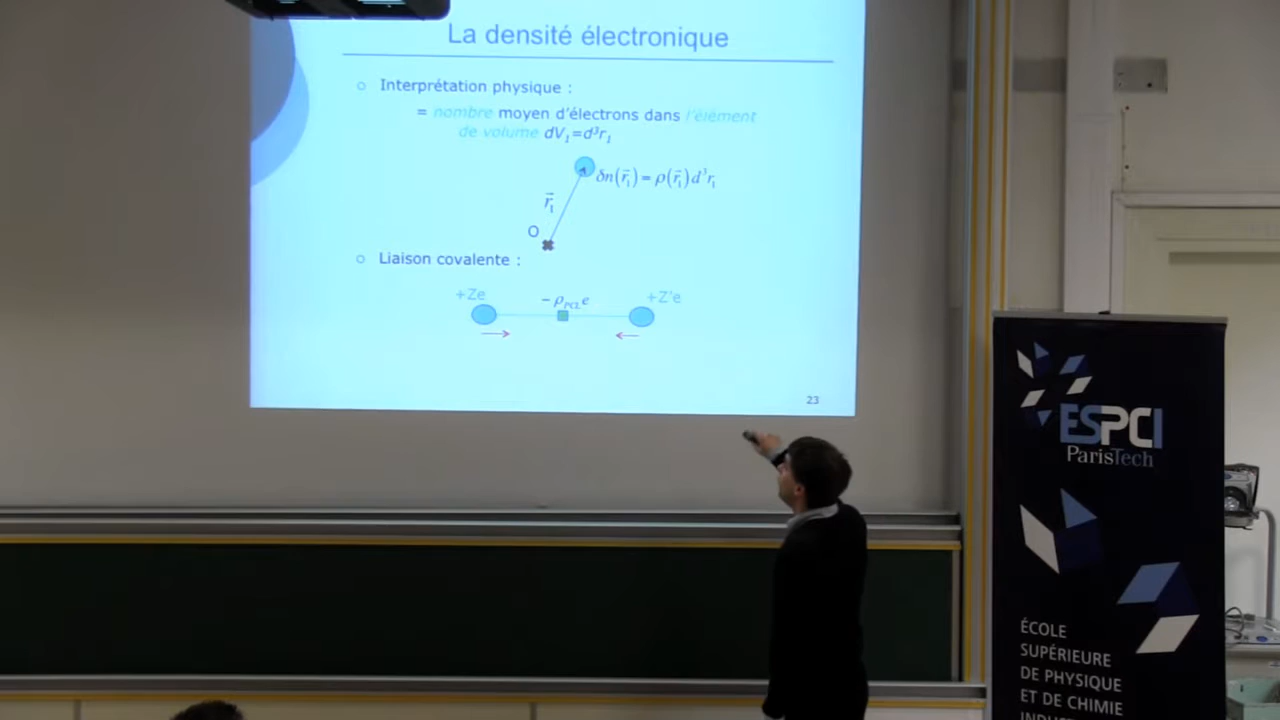 La densité électronique
Interprétation physique :
= nombre moyen d'électrons dans l'élément
de volume dV₁=d³r₁
δn(r⃗₁) = ρ(r⃗₁)d³r₁
r⃗₁
O
Liaison covalente :
+Ze
+Z'e
23
ESPCI
ParisTech
ÉCOLE
SUPÉRIEURE
DE PHYSIQUE
ET DE CHIMIE